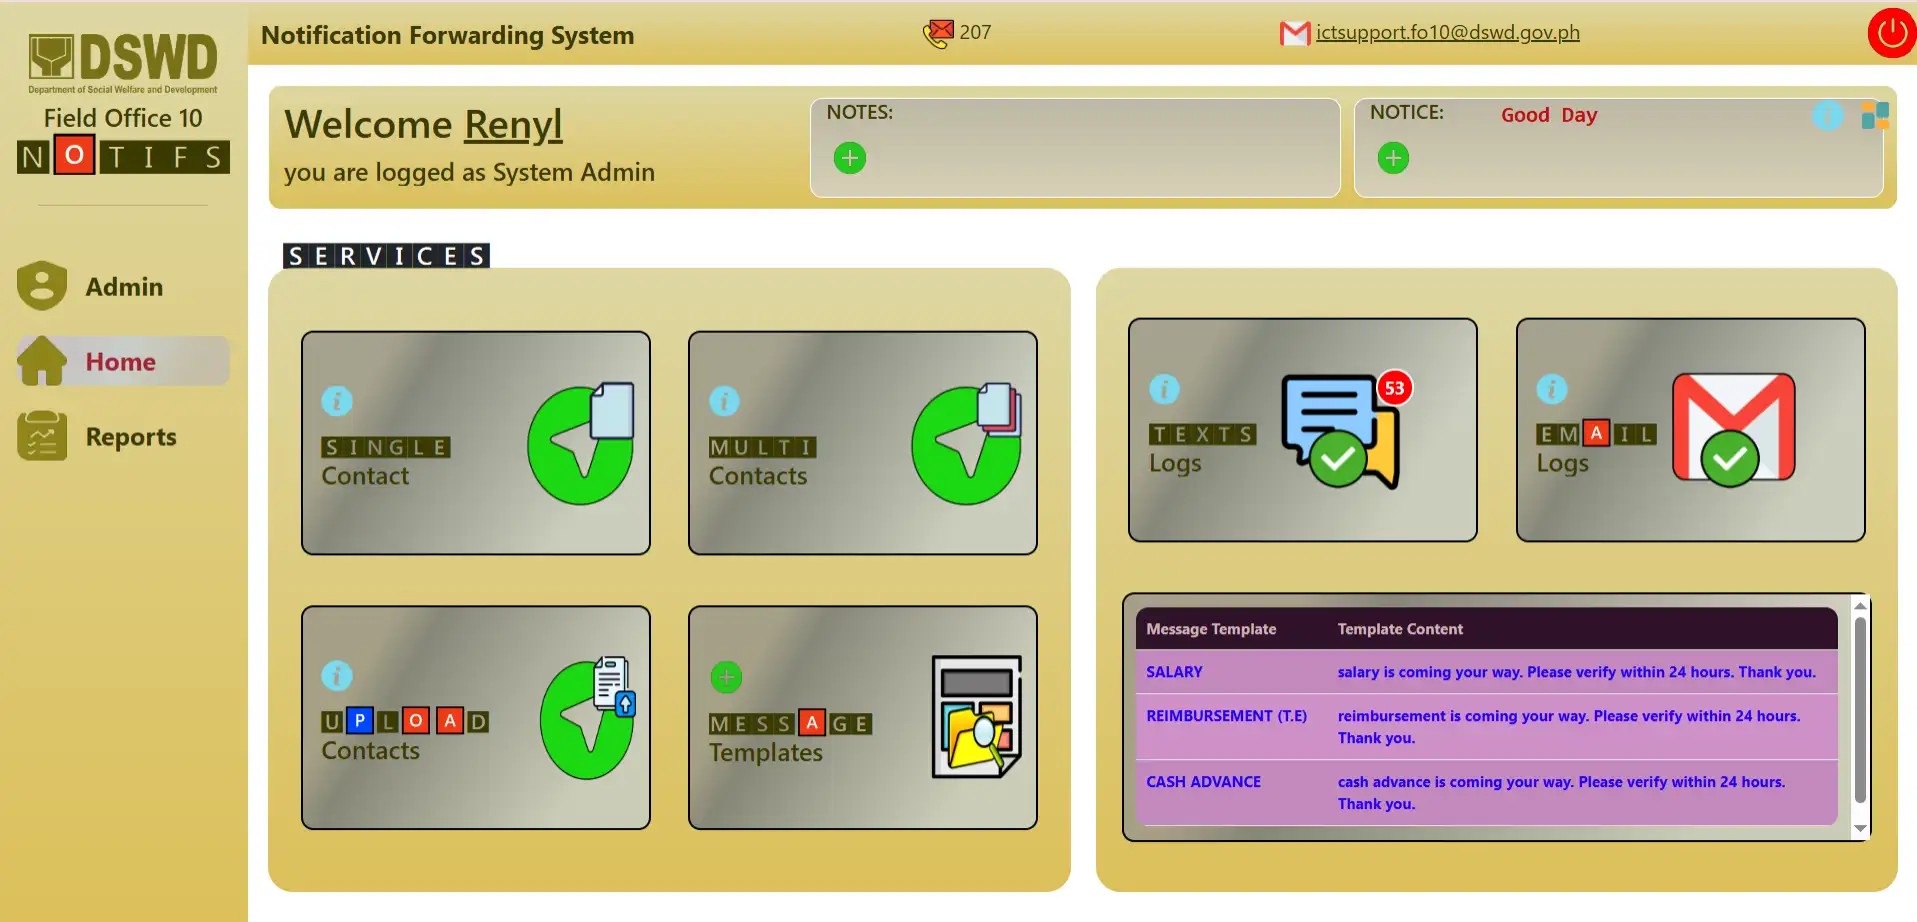 DSWD
Department of Social Welfare and Development
Field Office 10
NOTIFS
Admin
Home
Reports
Notification Forwarding System
207
ictsupport.fo10@dswd.gov.ph
Welcome Renyl
you are logged as System Admin
NOTES:
NOTICE:
Good Day
SERVICES
SINGLE
Contact
MULTI
Contacts
UPLOAD
Contacts
MESSAGE
Templates
TEXTS
Logs
53
EMAIL
Logs
Message Template Template Content
SALARY salary is coming your way. Please verify within 24 hours. Thank you.
REIMBURSEMENT (T.E) reimbursement is coming your way. Please verify within 24 hours.
Thank you.
CASH ADVANCE cash advance is coming your way. Please verify within 24 hours.
Thank you.